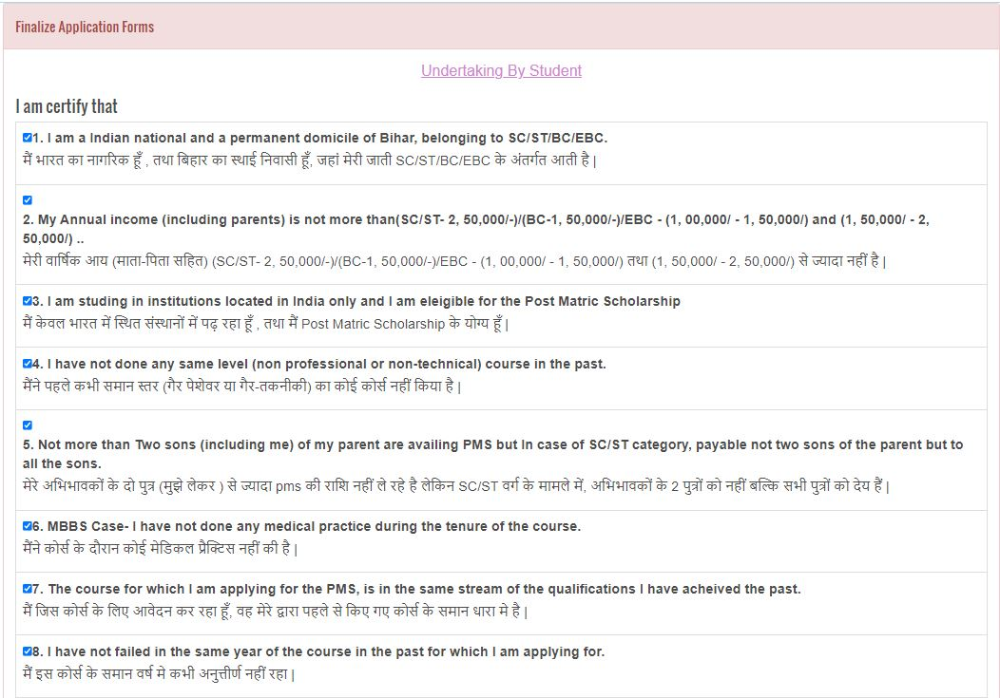 Finalize Application Forms
Undertaking By Student
I am certify that
1. I am a Indian national and a permanent domicile of Bihar, belonging to SC/ST/BC/EBC.
मैं भारत का नागरिक हूँ , तथा बिहार का स्थाई निवासी हूँ, जहां मेरी जाती SC/ST/BC/EBC के अंतर्गत आती है |
2. My Annual income (including parents) is not more than(SC/ST- 2, 50,000/-)/(BC-1, 50,000/-)/EBC - (1, 00,000/ - 1, 50,000/) and (1, 50,000/ - 2,
50,000/) ..
मेरी वार्षिक आय (माता-पिता सहित) (SC/ST- 2, 50,000/-)/(BC-1, 50,000/-)/EBC - (1, 00,000/ - 1, 50,000/) तथा (1, 50,000/ - 2, 50,000/) से ज्यादा नहीं है |
3. I am studing in institutions located in India only and I am eleigible for the Post Matric Scholarship
मैं केवल भारत में स्थित संस्थानों में पढ़ रहा हूँ , तथा मैं Post Matric Scholarship के योग्य हूँ |
4. I have not done any same level (non professional or non-technical) course in the past.
मैंने पहले कभी समान स्तर (गैर पेशेवर या गैर-तकनीकी) का कोई कोर्स नहीं किया है |
5. Not more than Two sons (including me) of my parent are availing PMS but In case of SC/ST category, payable not two sons of the parent but to
all the sons.
मेरे अभिभावकों के दो पुत्र (मुझे लेकर ) से ज्यादा pms की राशि नहीं ले रहे है लेकिन SC/ST वर्ग के मामले में, अभिभावकों के 2 पुत्रों को नहीं बल्कि सभी पुत्रों को देय हैं |
6. MBBS Case- I have not done any medical practice during the tenure of the course.
मैंने कोर्स के दौरान कोई मेडिकल प्रैक्टिस नहीं की है |
7. The course for which I am applying for the PMS, is in the same stream of the qualifications I have acheived the past.
मैं जिस कोर्स के लिए आवेदन कर रहा हूँ, वह मेरे द्वारा पहले से किए गए कोर्स के समान धारा मे है |
8. I have not failed in the same year of the course in the past for which I am applying for.
मैं इस कोर्स के समान वर्ष मे कभी अनुत्तीर्ण नहीं रहा |